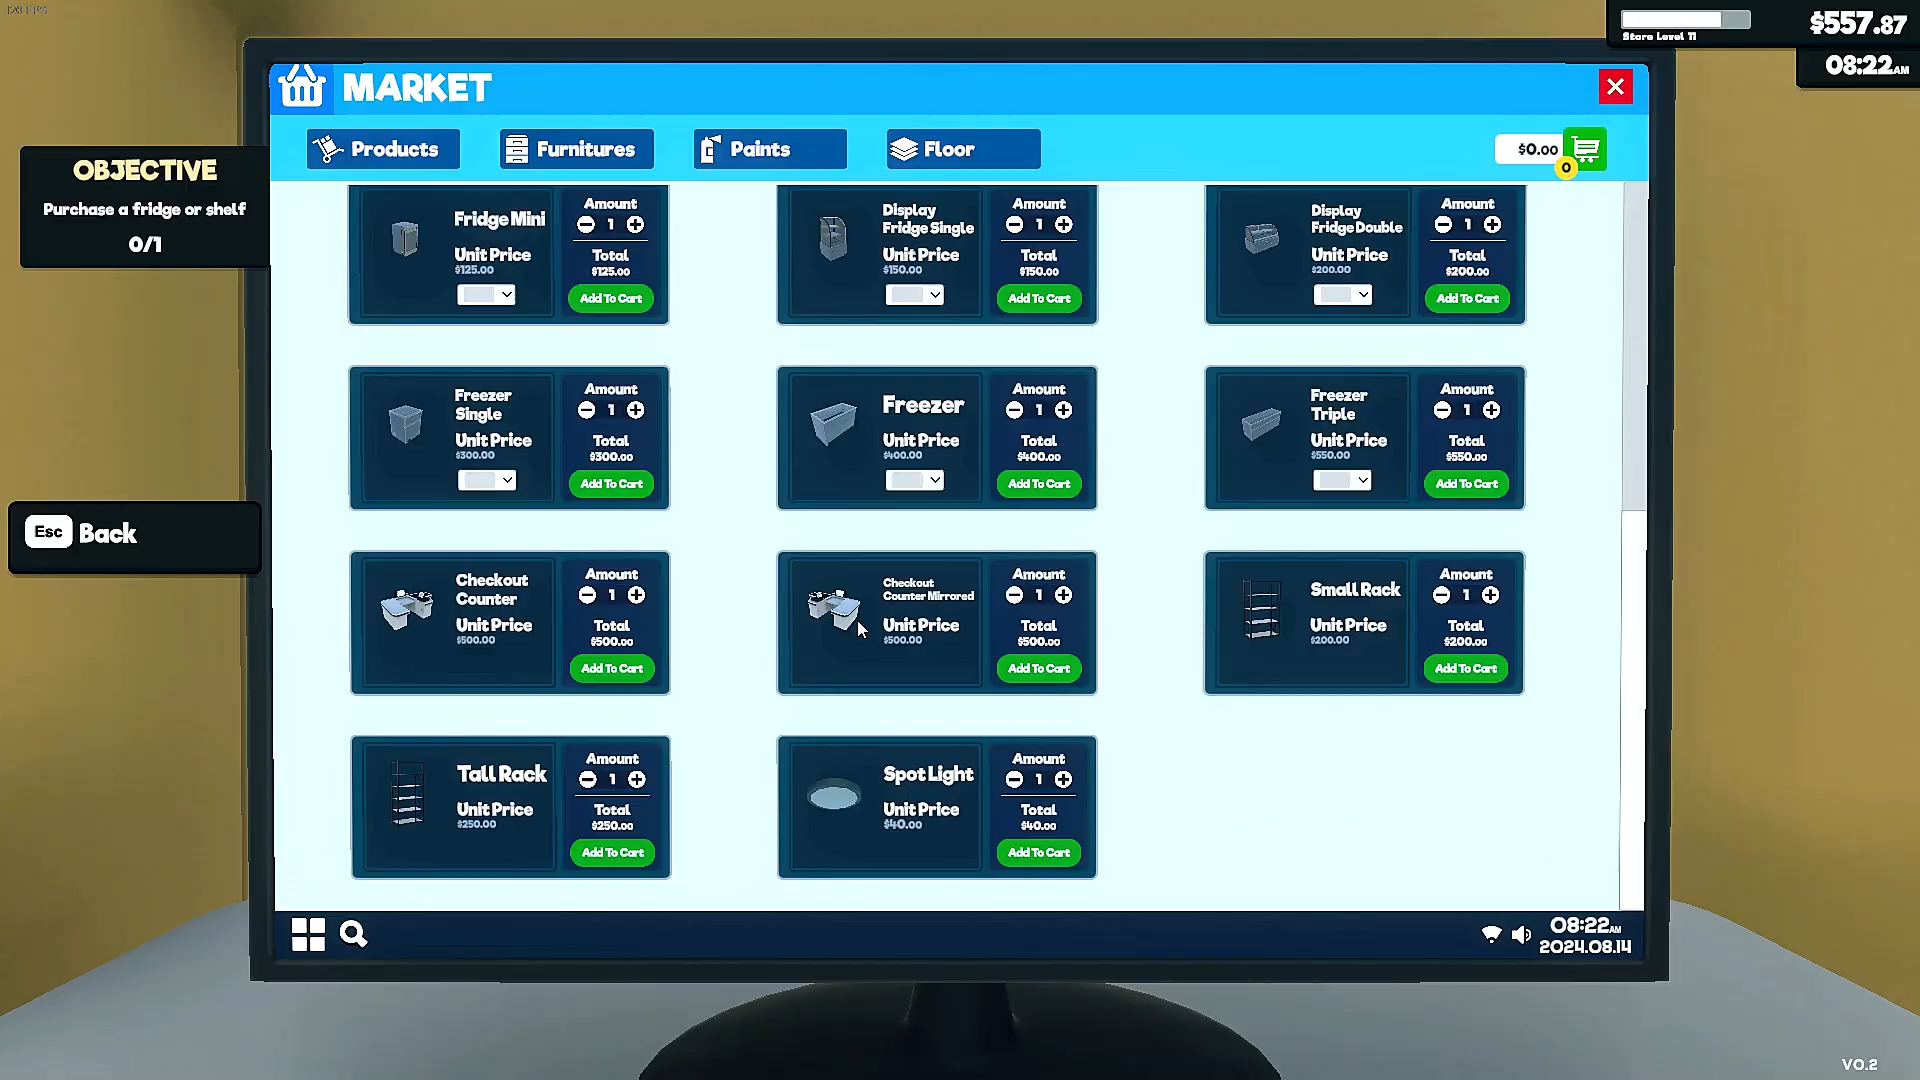 Store Level 11
$557.87
08:22AM
MARKET
Products
Furnitures
Paints
Floor
$0.00
0
OBJECTIVE
Purchase a fridge or shelf
0/1
Esc Back
Fridge Mini
Unit Price
$125.00
Amount
1
Total
$125.00
Add To Cart
Display
Fridge Single
Unit Price
$150.00
Amount
1
Total
$150.00
Add To Cart
Display
Fridge Double
Unit Price
$200.00
Amount
1
Total
$200.00
Add To Cart
Freezer
Single
Unit Price
$300.00
Amount
1
Total
$300.00
Add To Cart
Freezer
Unit Price
$400.00
Amount
1
Total
$400.00
Add To Cart
Freezer
Triple
Unit Price
$550.00
Amount
1
Total
$550.00
Add To Cart
Checkout
Counter
Unit Price
$500.00
Amount
1
Total
$500.00
Add To Cart
Checkout
Counter Mirrored
Unit Price
$500.00
Amount
1
Total
$500.00
Add To Cart
Small Rack
Unit Price
$200.00
Amount
1
Total
$200.00
Add To Cart
Tall Rack
Unit Price
$250.00
Amount
1
Total
$250.00
Add To Cart
Spot Light
Unit Price
$40.00
Amount
1
Total
$40.00
Add To Cart
08:22AM
2024.08.14
V0.2